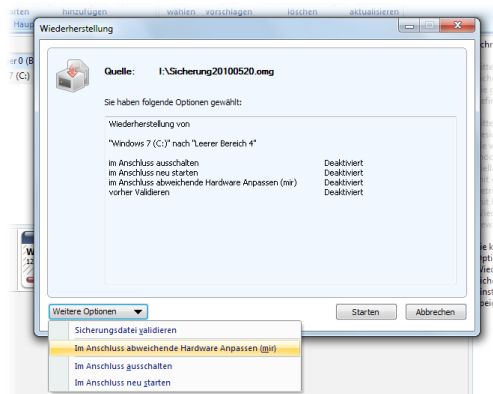 hinzufügen wählen vorschlagen löschen aktualisieren
Wiederherstellung
Quelle: I:\Sicherung20100520.omg
Sie haben folgende Optionen gewählt:
Wiederherstellung von
"Windows 7 (C:)" nach "Leerer Bereich 4"
im Anschluss ausschalten Deaktiviert
im Anschluss neu starten Deaktiviert
im Anschluss abweichende Hardware Anpassen (mir) Deaktiviert
vorher Validieren Deaktiviert
Weitere Optionen Starten Abbrechen
Sicherungsdatei validieren
Im Anschluss abweichende Hardware Anpassen (mir)
Im Anschluss ausschalten
Im Anschluss neu starten